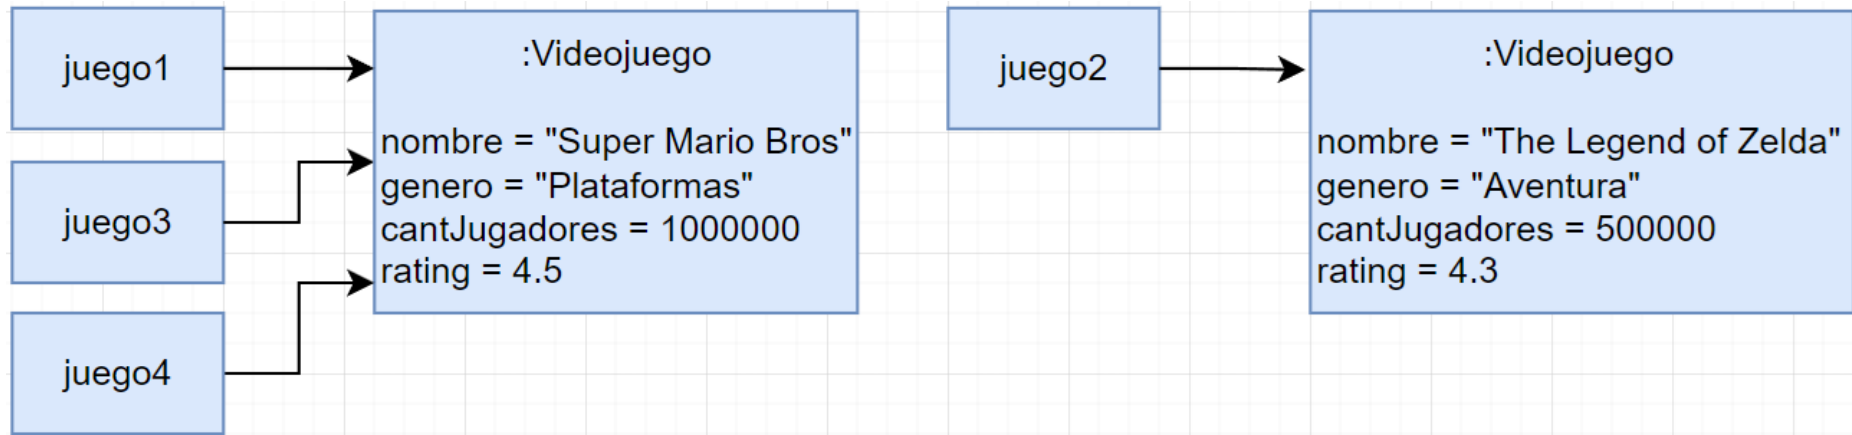 juego1
juego3
juego4
:Videojuego
nombre = "Super Mario Bros"
genero = "Plataformas"
cantJugadores = 1000000
rating = 4.5
juego2
:Videojuego
nombre = "The Legend of Zelda"
genero = "Aventura"
cantJugadores = 500000
rating = 4.3